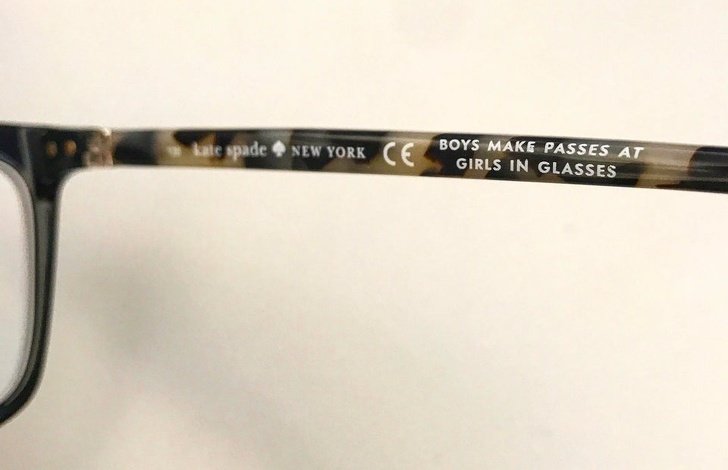 kate spade NEW YORK CE BOYS MAKE PASSES AT
GIRLS IN GLASSES